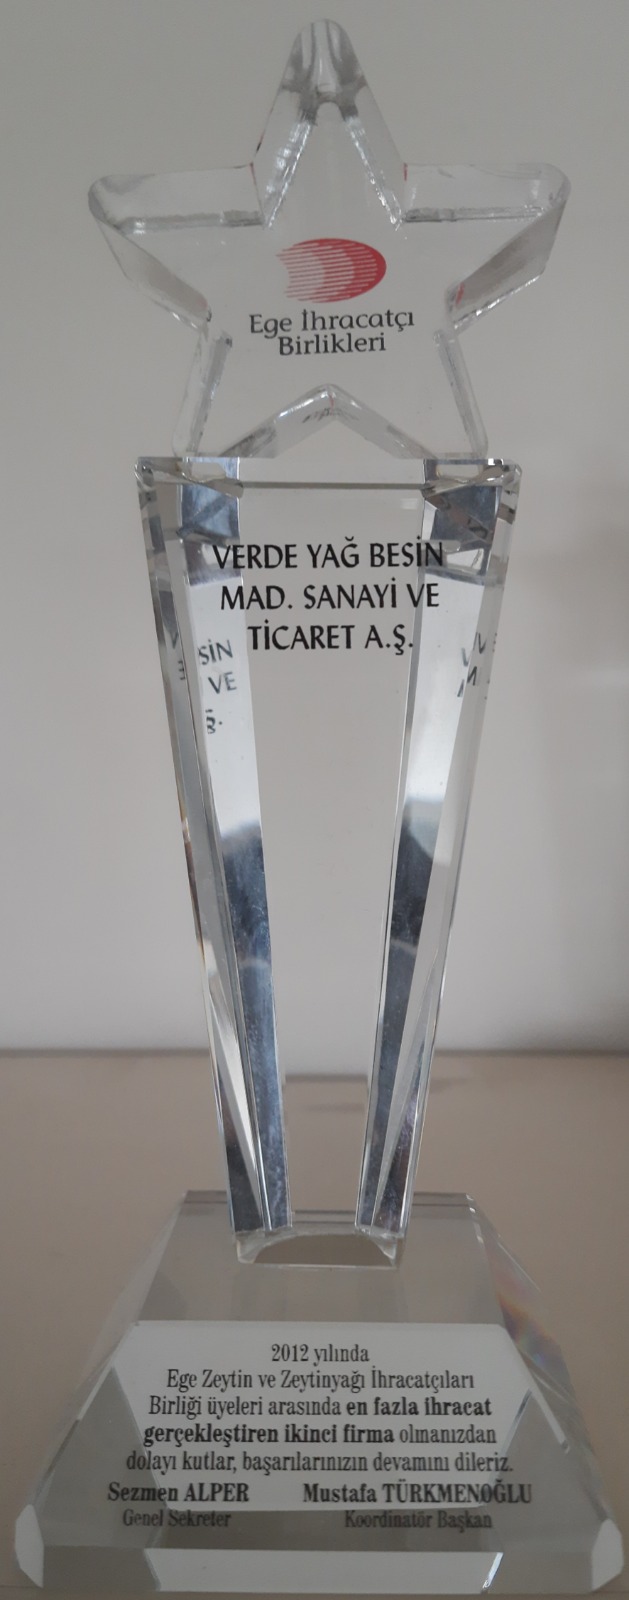 Ege İhracatçı
Birlikleri
VERDE YAĞ BESİN
MAD. SANAYİ VE
TİCARET A.Ş.
2012 yılında
Ege Zeytin ve Zeytinyağı İhracatçıları
Birliği üyeleri arasında en fazla ihracat
gerçekleştiren ikinci firma olmanızdan
dolayı kutlar, başarılarınızın devamını dileriz.
Sezmen ALPER Mustafa TÜRKMENOĞLU
Genel Sekreter Koordinatör Başkan